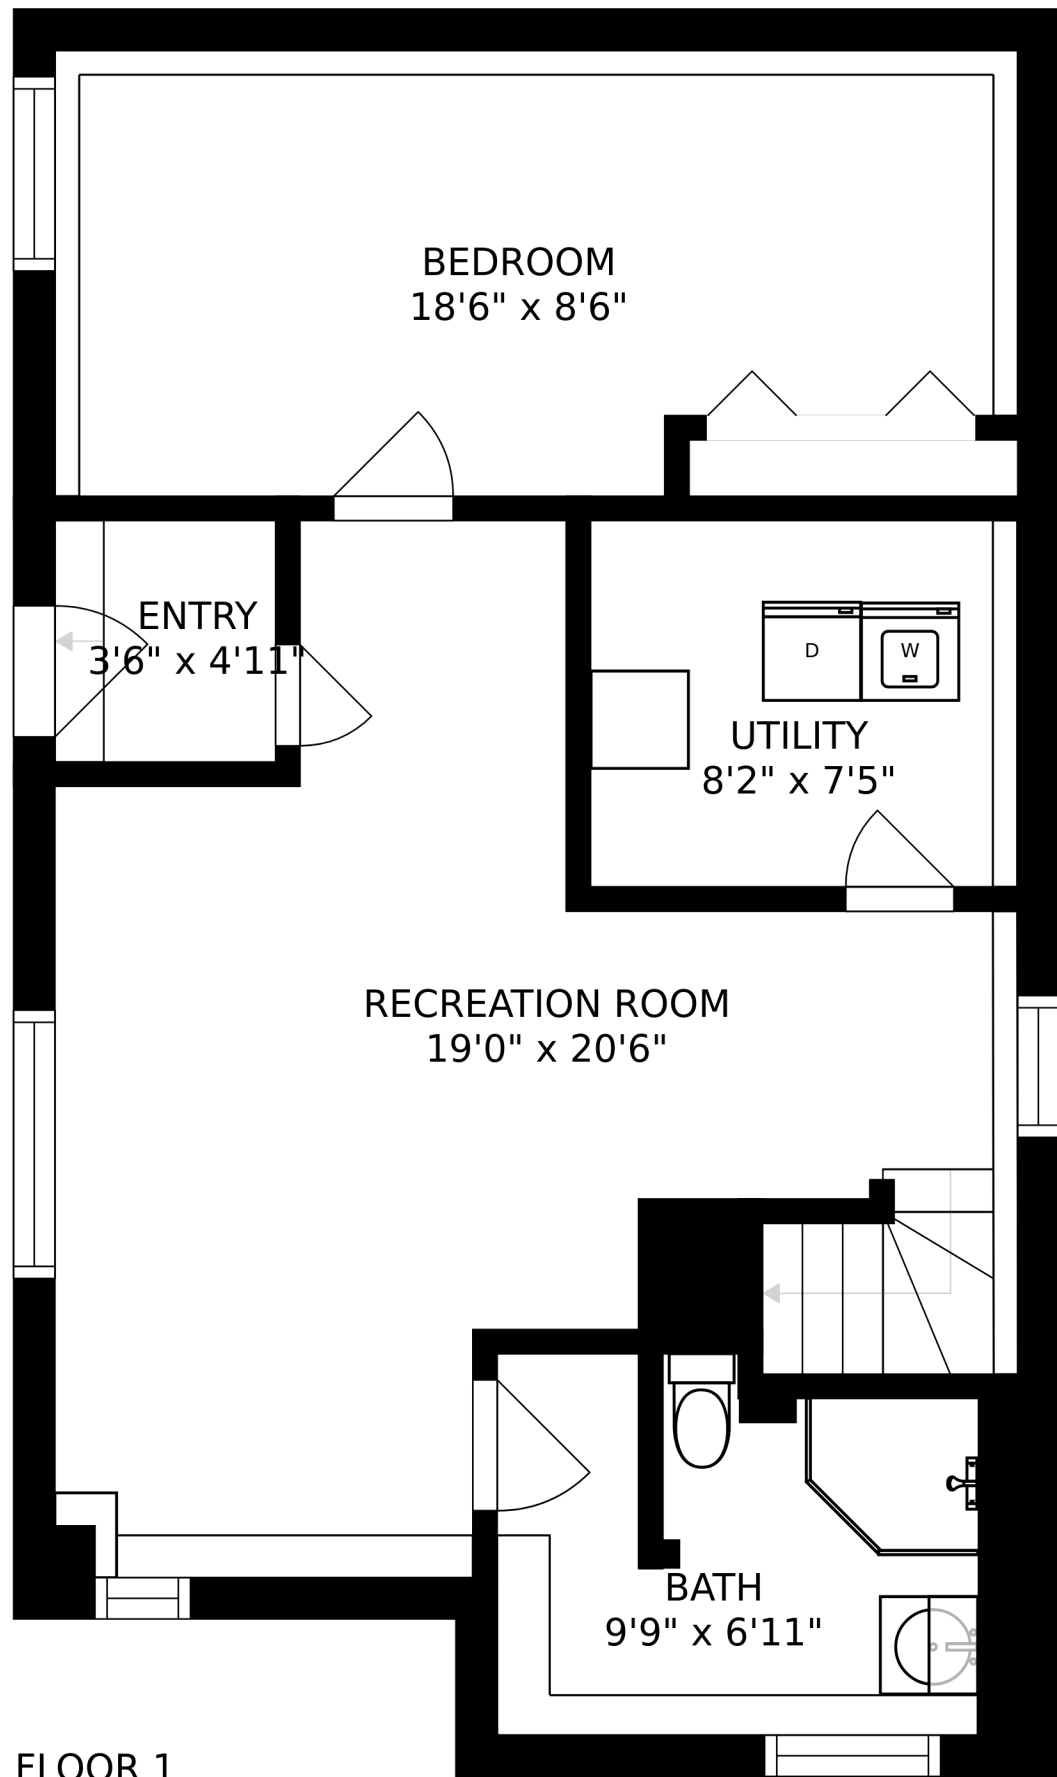 BEDROOM
18'6" x 8'6"
ENTRY
3'6" x 4'11"
D
W
UTILITY
8'2" x 7'5"
RECREATION ROOM
19'0" x 20'6"
BATH
9'9" x 6'11"
FLOOR 1